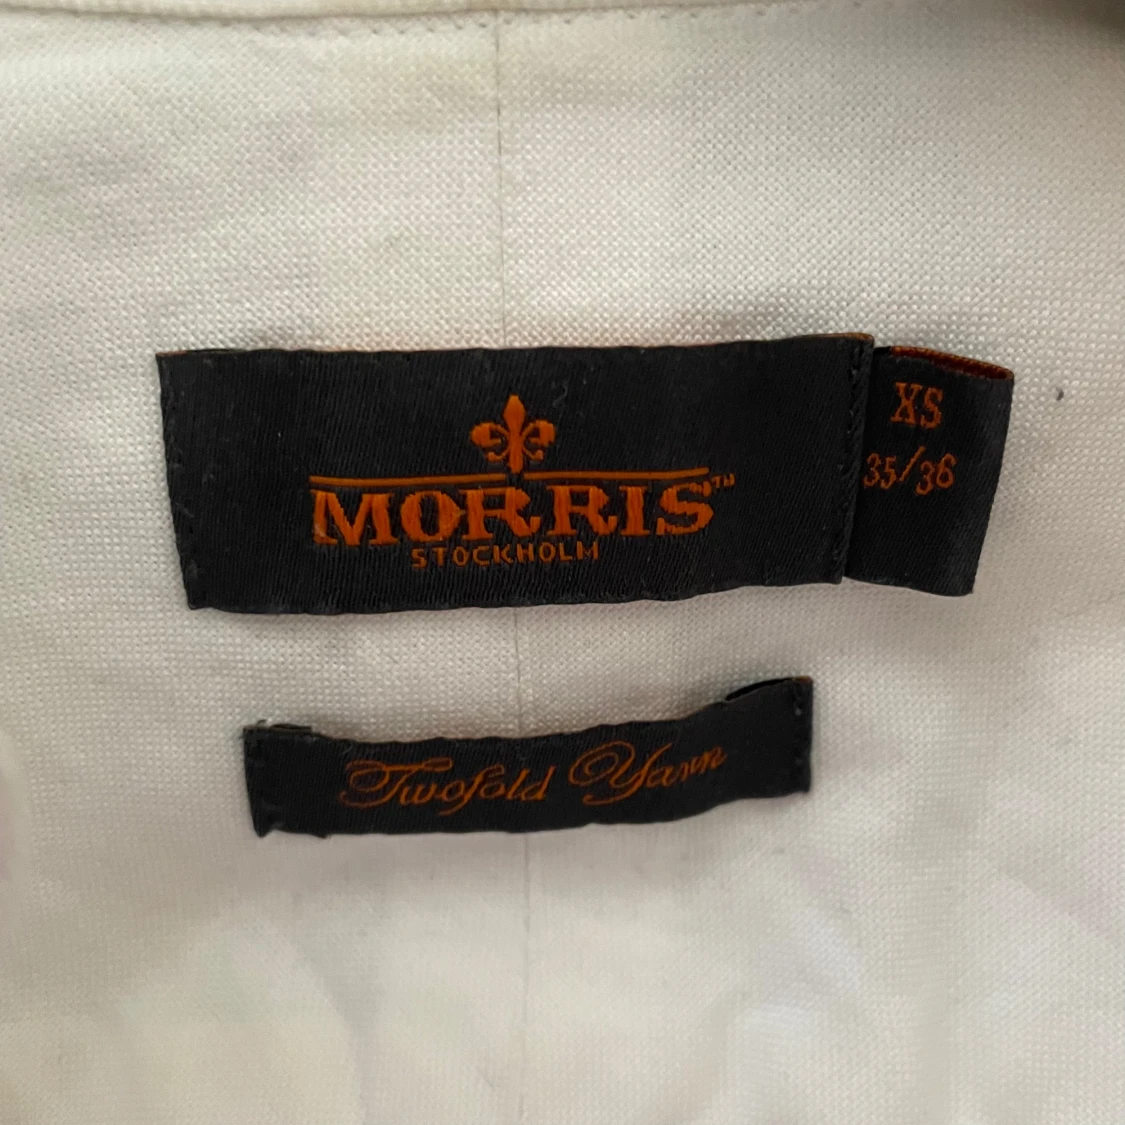 MORRIS™
STOCKHOLM
XS
35/36
Twofold Yarn